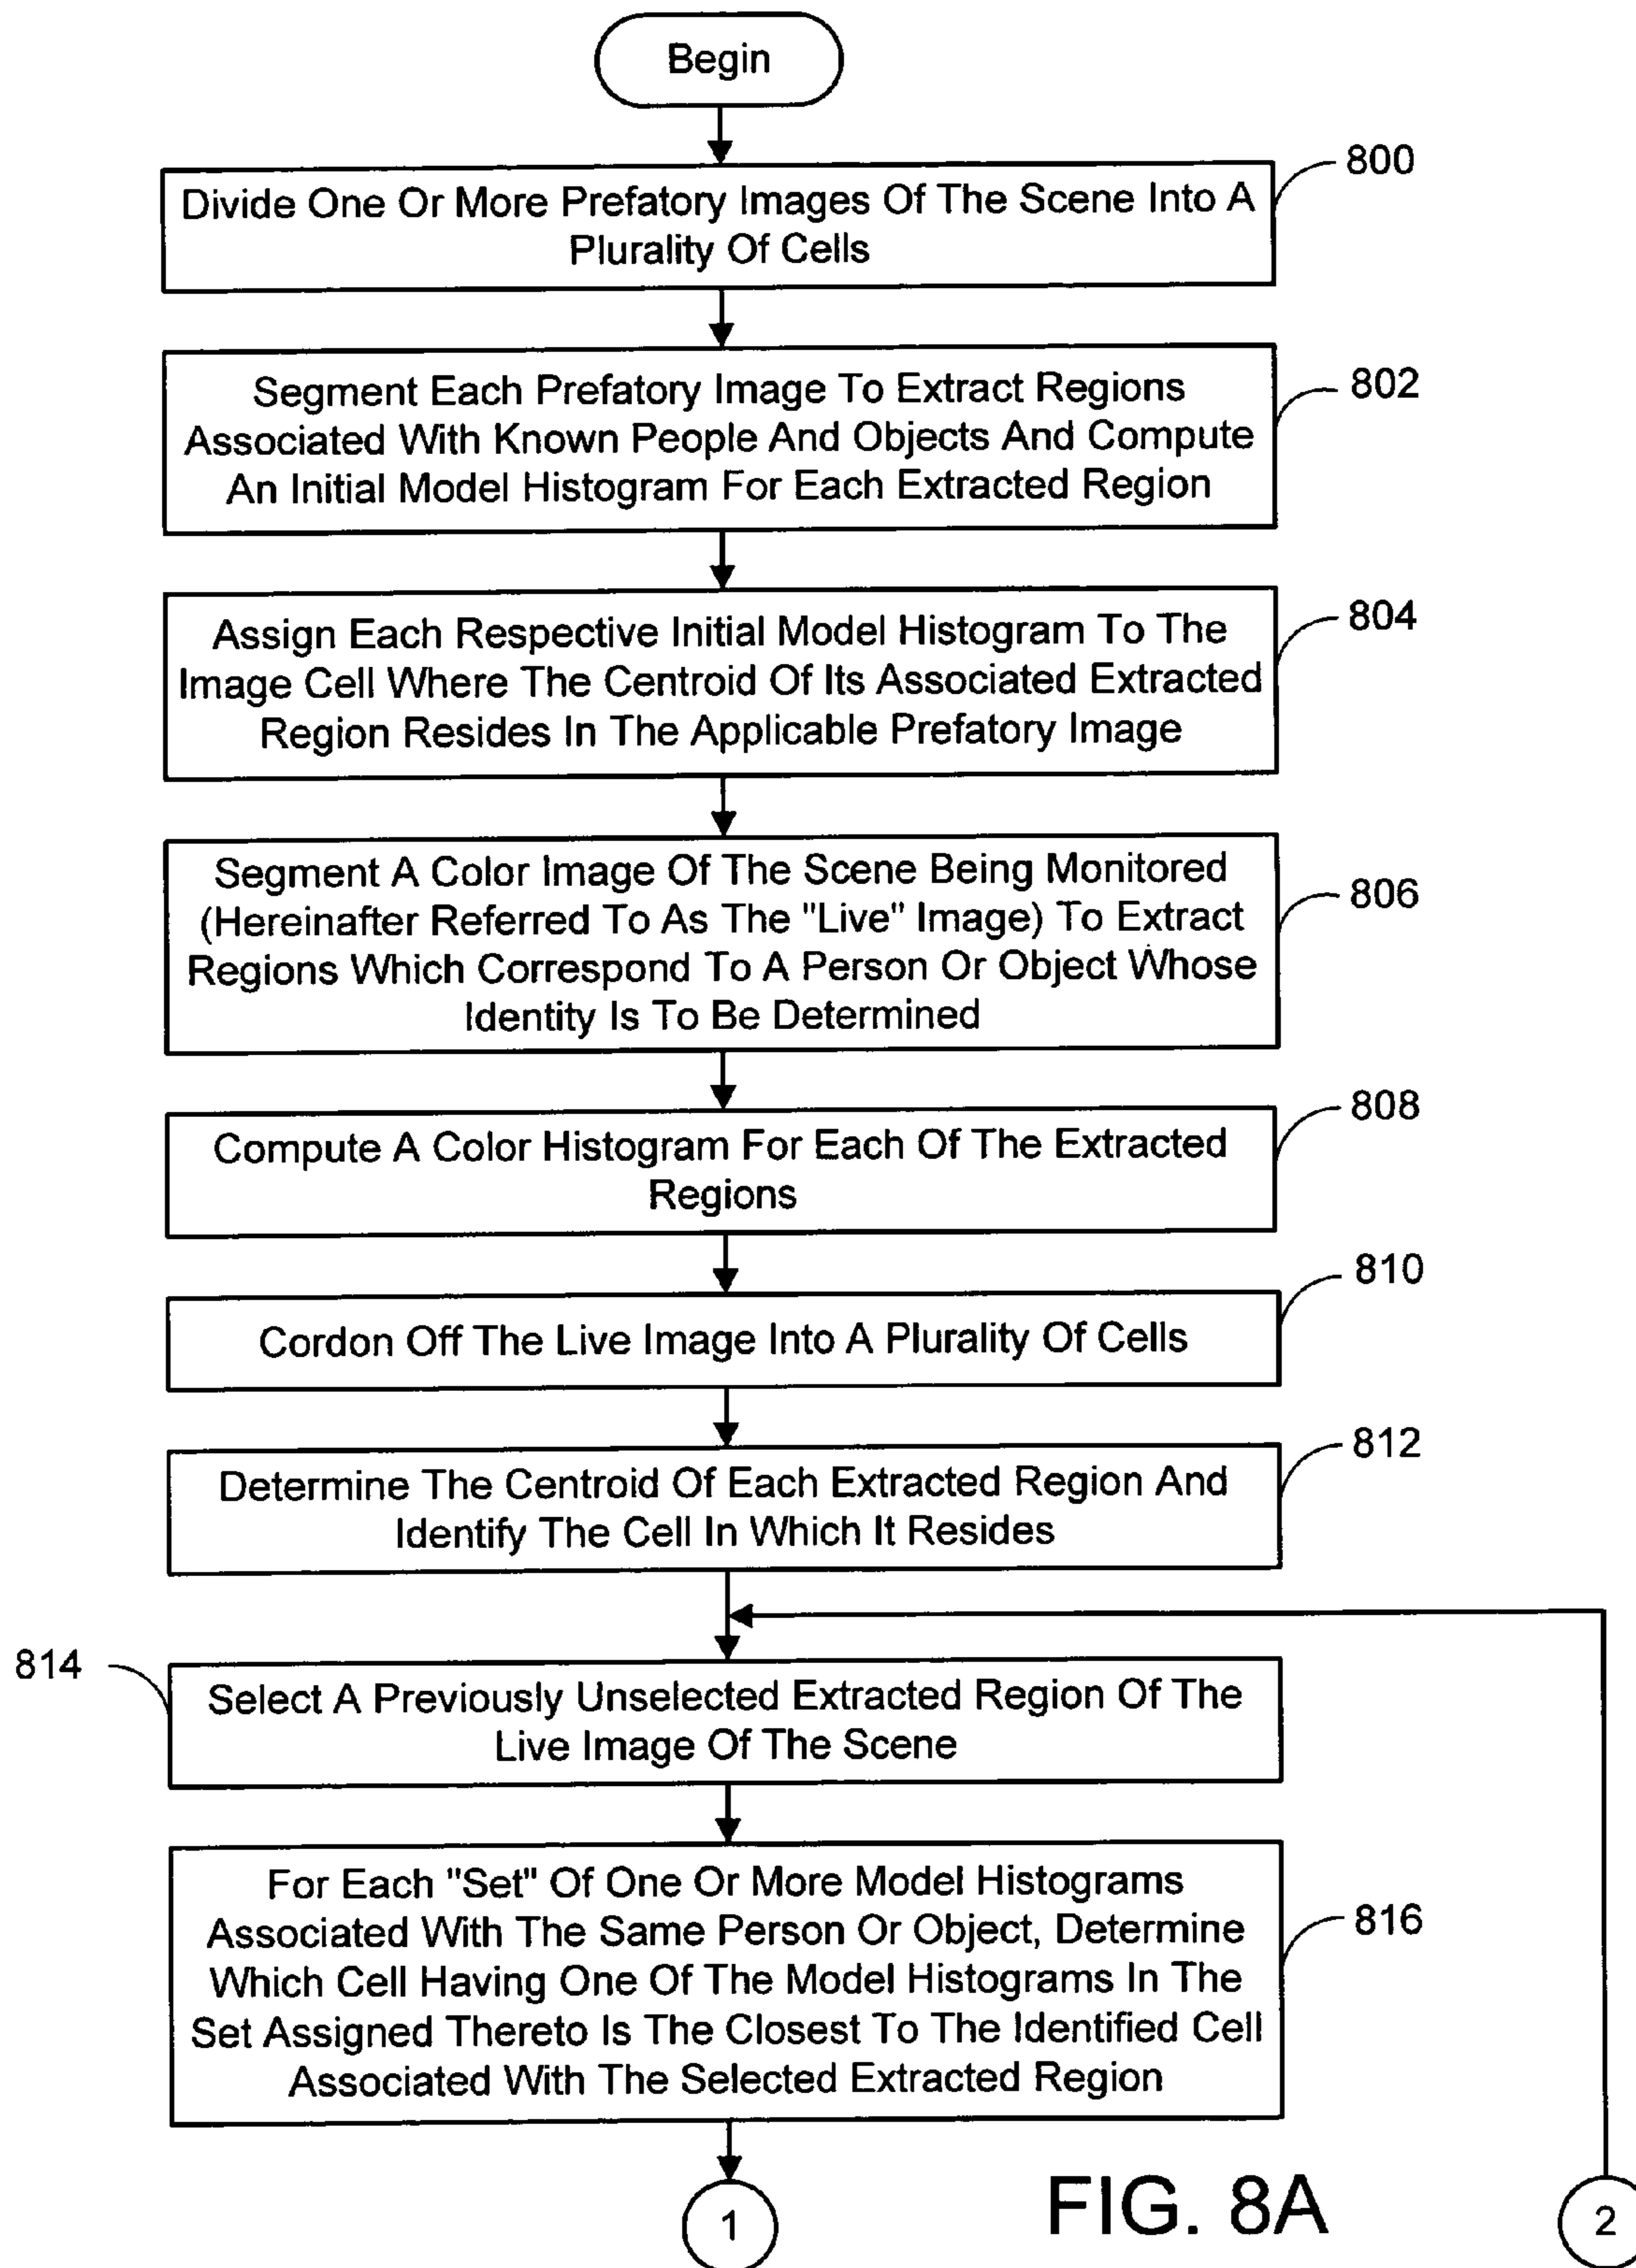 Begin
800
Divide One Or More Prefatory Images Of The Scene Into A
Plurality Of Cells
802
Segment Each Prefatory Image To Extract Regions
Associated With Known People And Objects And Compute
An Initial Model Histogram For Each Extracted Region
804
Assign Each Respective Initial Model Histogram To The
Image Cell Where The Centroid Of Its Associated Extracted
Region Resides In The Applicable Prefatory Image
806
Segment A Color Image Of The Scene Being Monitored
(Hereinafter Referred To As The "Live" Image) To Extract
Regions Which Correspond To A Person Or Object Whose
Identity Is To Be Determined
808
Compute A Color Histogram For Each Of The Extracted
Regions
810
Cordon Off The Live Image Into A Plurality Of Cells
812
Determine The Centroid Of Each Extracted Region And
Identify The Cell In Which It Resides
814
Select A Previously Unselected Extracted Region Of The
Live Image Of The Scene
816
For Each "Set" Of One Or More Model Histograms
Associated With The Same Person Or Object, Determine
Which Cell Having One Of The Model Histograms In The
Set Assigned Thereto Is The Closest To The Identified Cell
Associated With The Selected Extracted Region
1
FIG. 8A
2